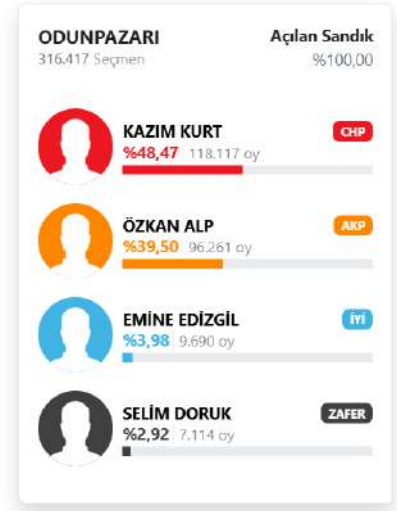 ODUNPAZARI Açılan Sandık
316.417 Seçmen %100,00
KAZIM KURT CHP
%48,47 118.117 oy
ÖZKAN ALP AKP
%39,50 96.261 oy
EMİNE EDİZGİL İYİ
%3,98 9.690 oy
SELİM DORUK ZAFER
%2,92 7.114 oy